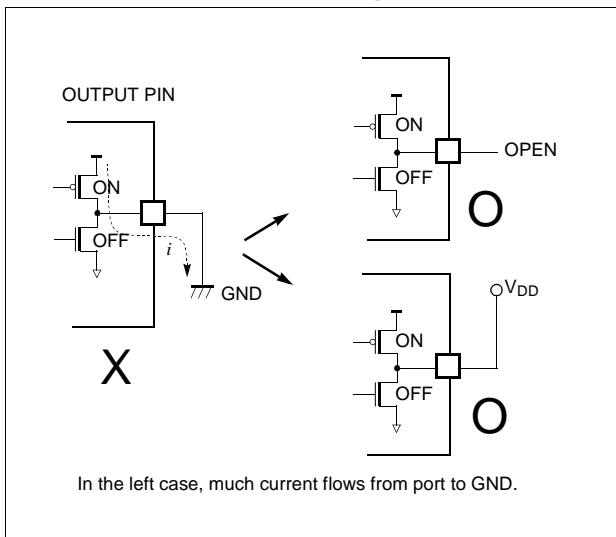 OUTPUT PIN
ON
OFF
i
GND
X
ON
OFF
OPEN
O
VDD
ON
OFF
O
In the left case, much current flows from port to GND.